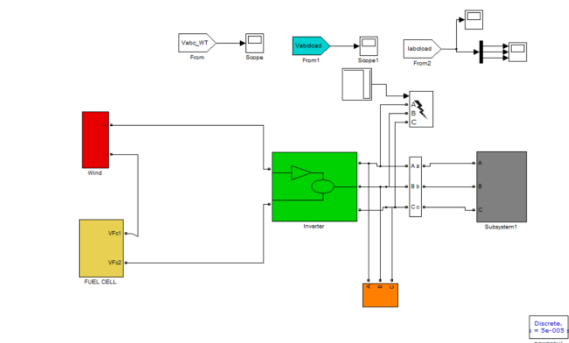 Vabc_WT
From
Scope
Vabcload
From1
Scope1
Iabcload
From2
A
B
C
Wind
Inverter
A a
B b
C c
A
B
C
Subsystem1
VFc1
VFc2
FUEL CELL
A B C
Discrete,
= 5e-005